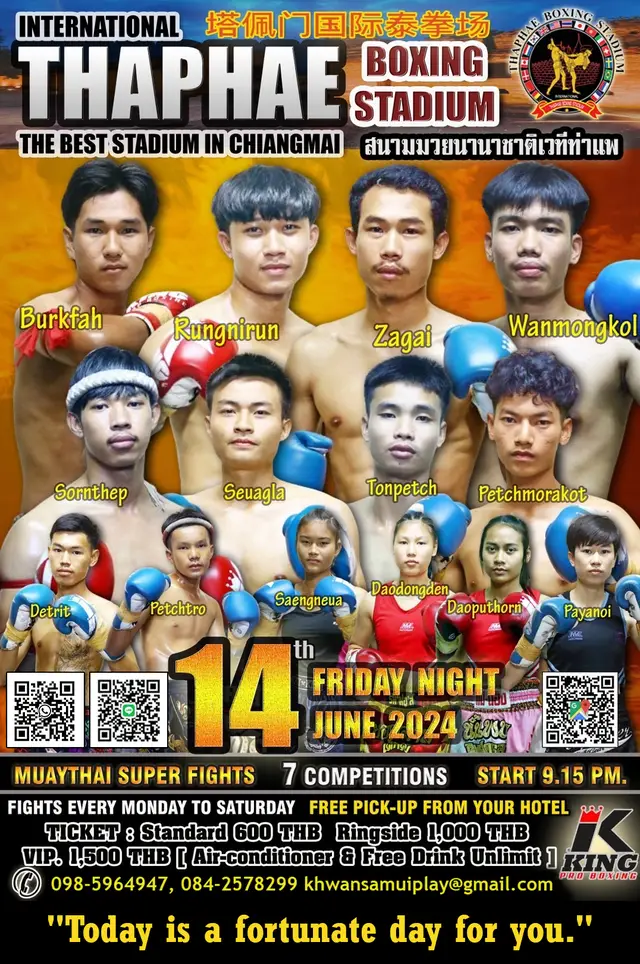 INTERNATIONAL
塔佩门国际泰拳场
THAPHAE
BOXING
STADIUM
THE BEST STADIUM IN CHIANGMAI
สนามมวยนานาชาติเวทีท่าแพ
THAPHAE BOXING STADIUM
Burkfah
Rungnirun
Zagai
Wanmongkol
Sornthep
Seuagla
Tonpetch
Petchmorakot
Detrit
Petchtro
Saengneua
Daodongden
Daoputhorn
Payanoi
14th
FRIDAY NIGHT
JUNE 2024
MUAYTHAI SUPER FIGHTS 7 COMPETITIONS START 9.15 PM.
FIGHTS EVERY MONDAY TO SATURDAY FREE PICK-UP FROM YOUR HOTEL
TICKET : Standard 600 THB Ringside 1,000 THB
VIP. 1,500 THB [ Air-conditioner & Free Drink Unlimit ]
K
KING
PRO BOXING
098-5964947, 084-2578299 khwansamuiplay@gmail.com
"Today is a fortunate day for you."